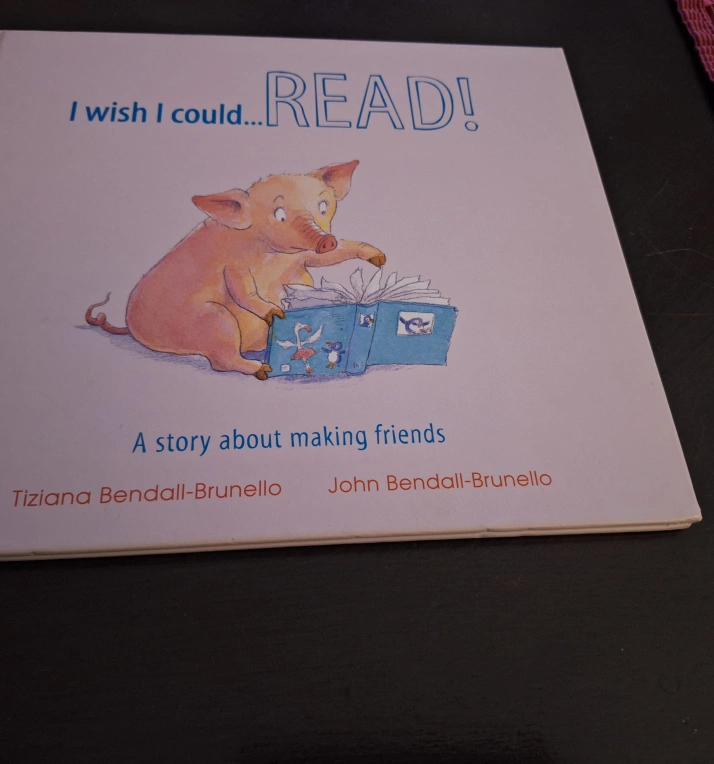 I wish I could...READ!
A story about making friends
Tiziana Bendall-Brunello John Bendall-Brunello